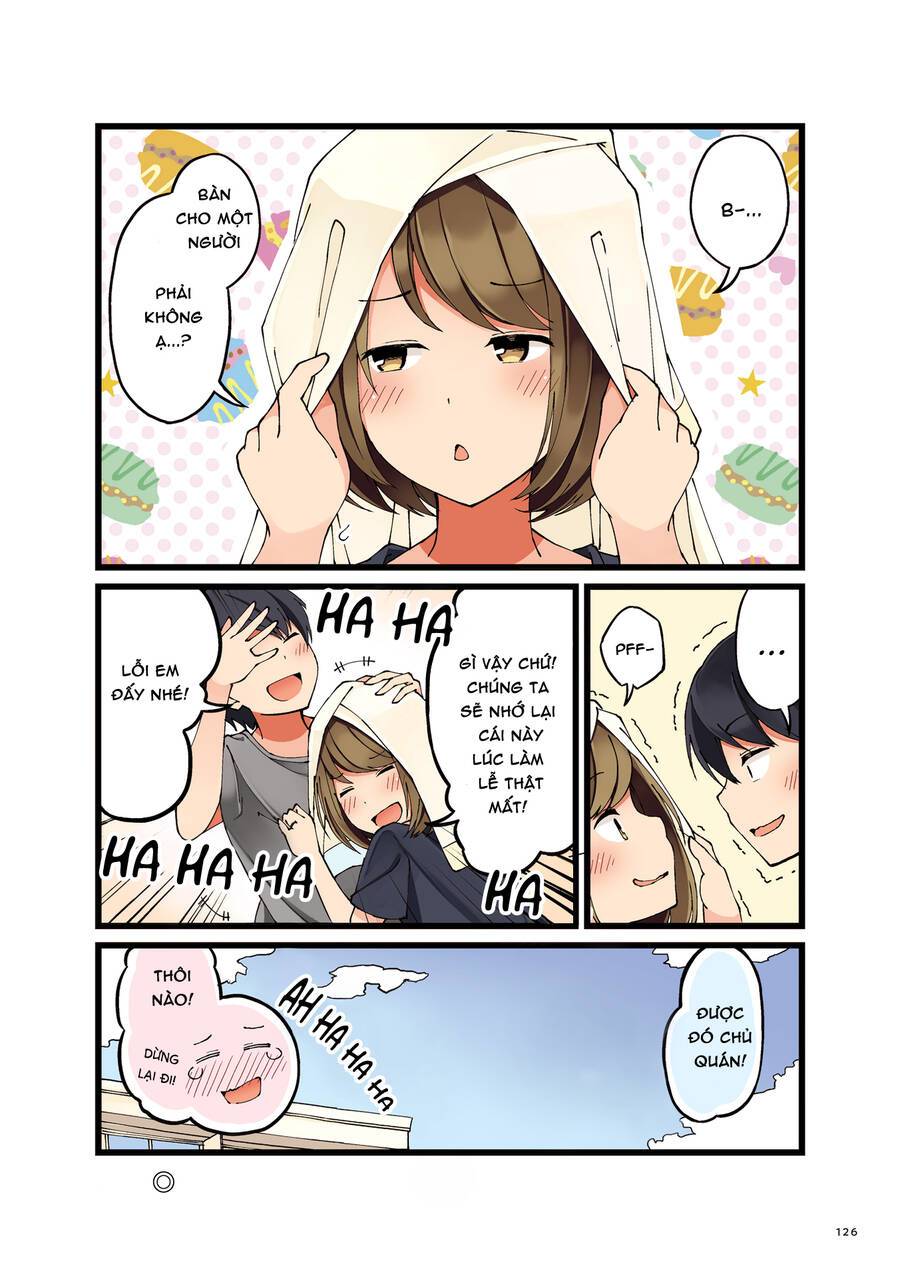 B-...
BÀN
CHO MỘT
NGƯỜI
PHẢI
KHÔNG
Ạ...?
...
PFF-
HA HA
GÌ VẬY CHỨ!
CHÚNG TA
SẼ NHỚ LẠI
CÁI NÀY
LÚC LÀM
LỄ THẬT
MẤT!
LỖI EM
ĐẤY NHÉ!
HA HA HA
HA
ĐƯỢC
ĐÓ CHỦ
QUÁN!
AH HA HA HA HA
THÔI
NÀO!
DỪNG
LẠI ĐI!
126